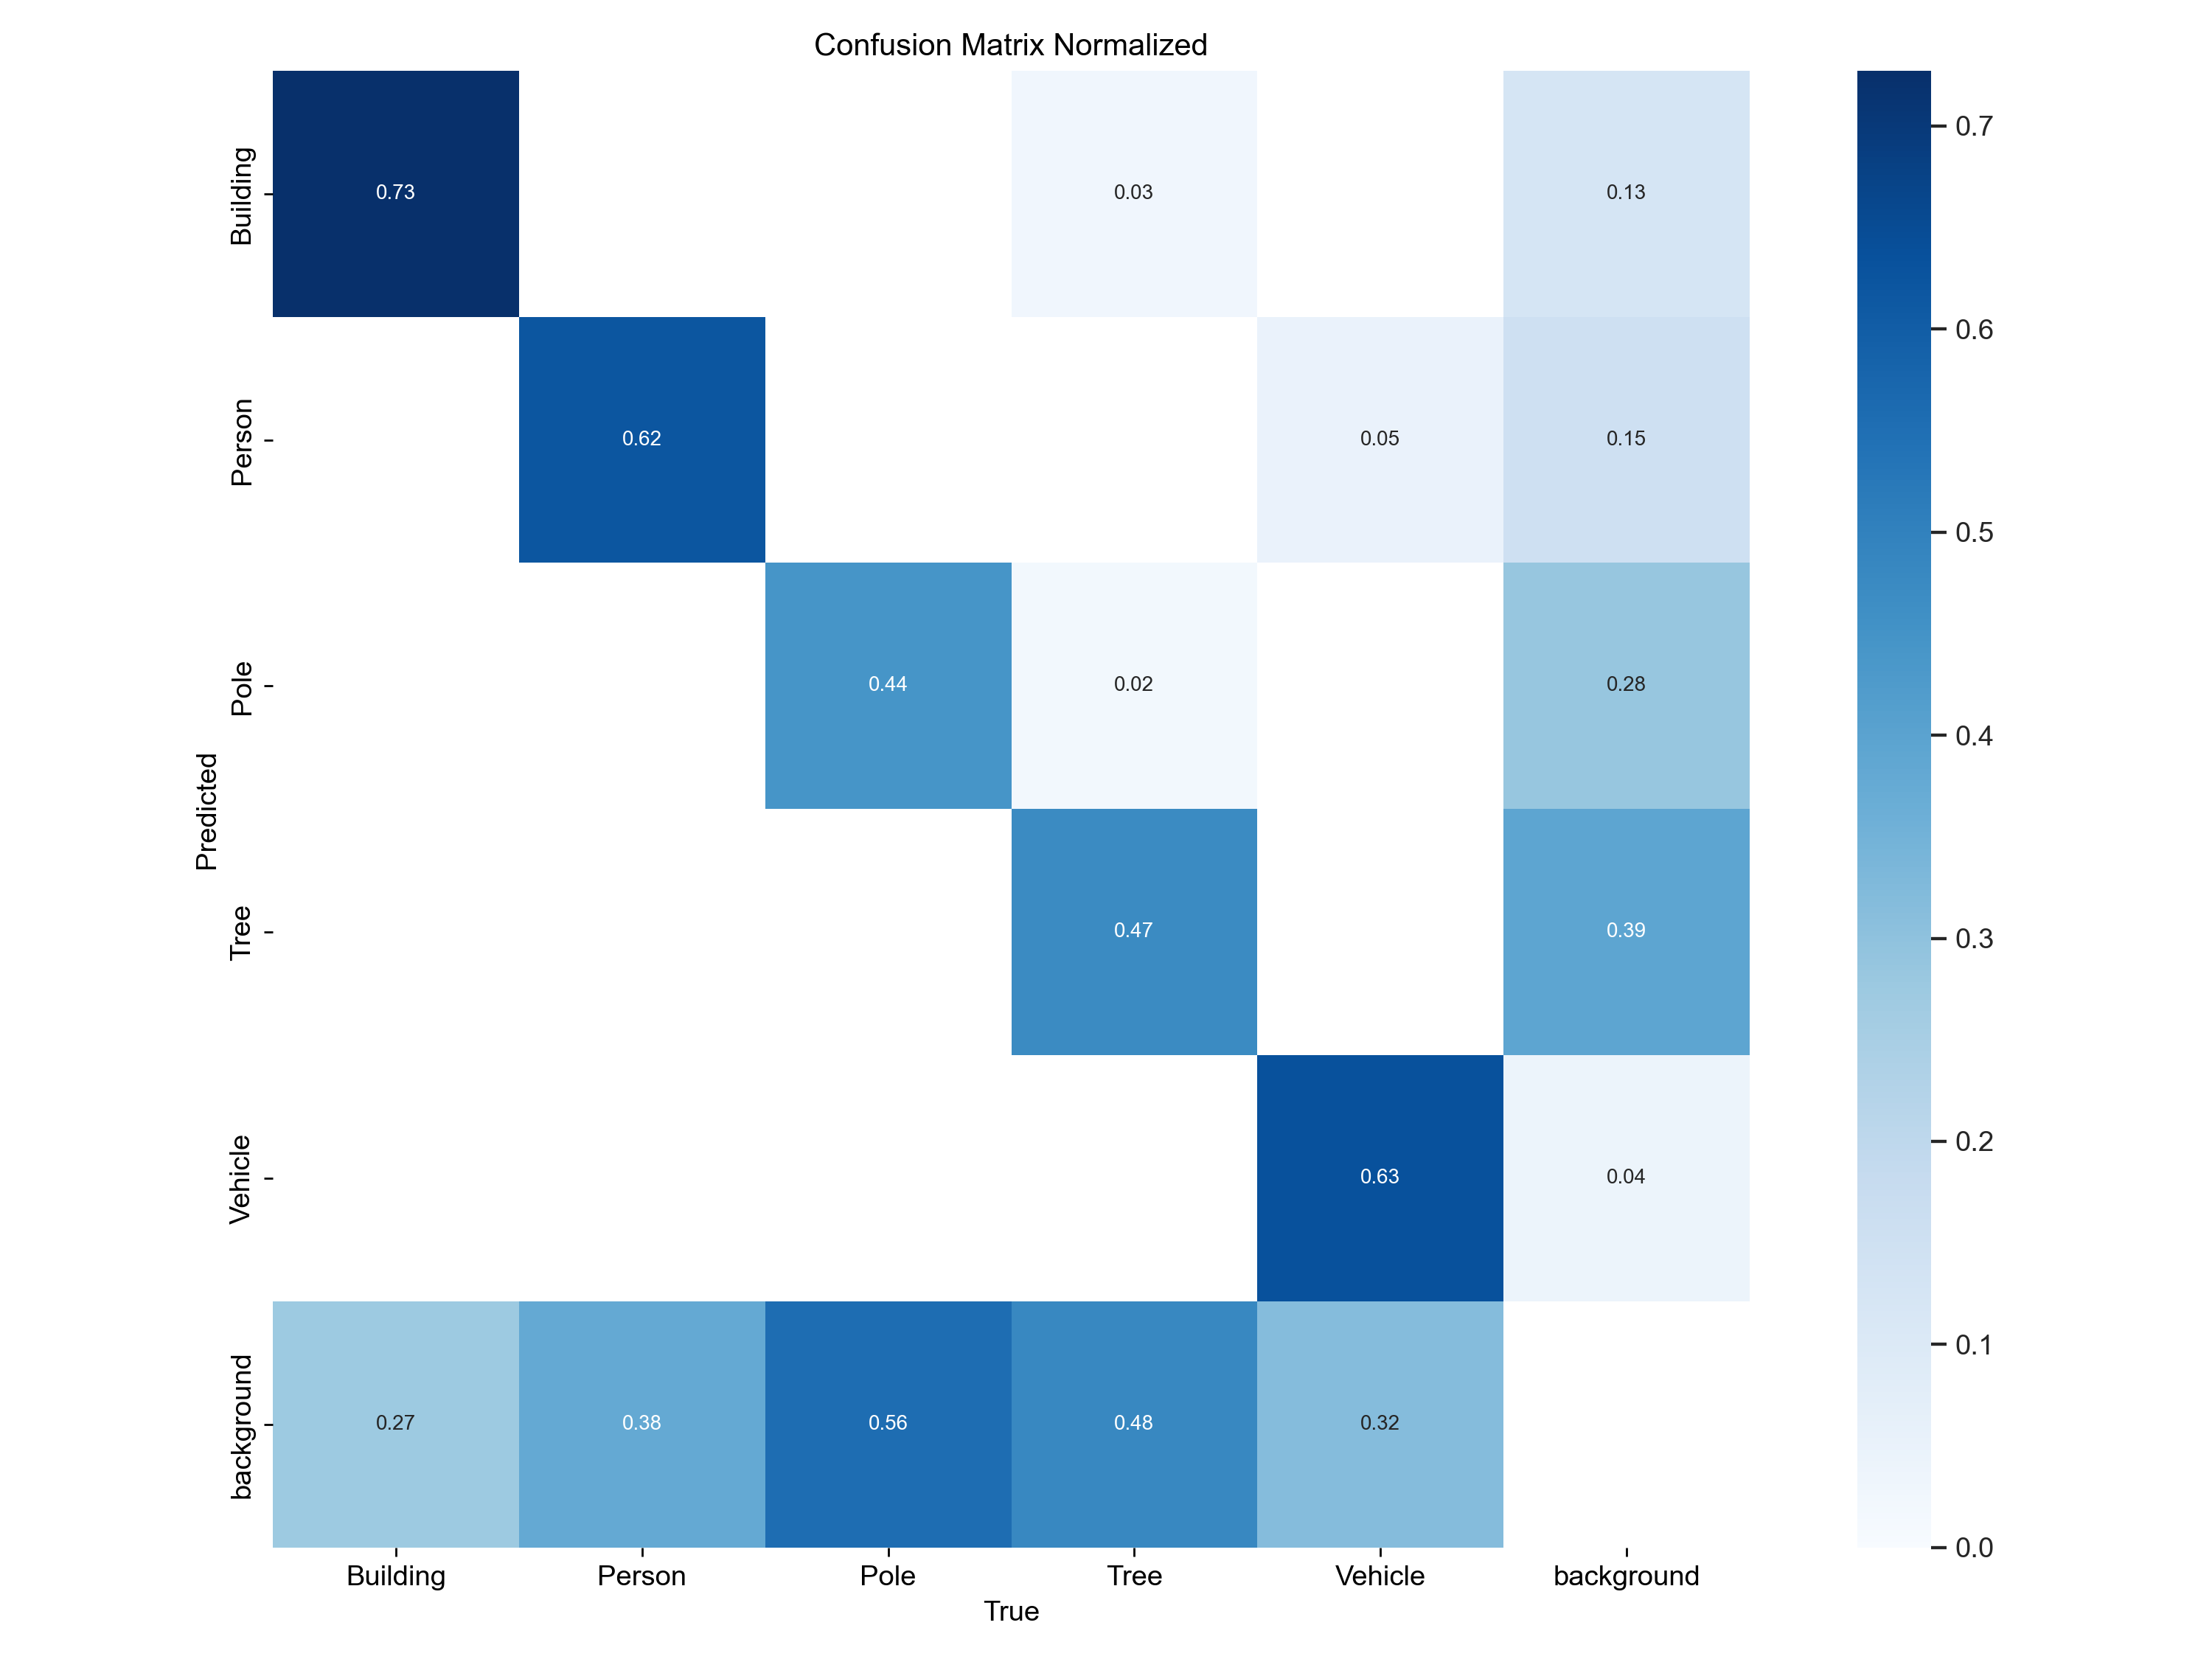 Confusion Matrix Normalized
Building
0.73
0.03
0.13
0.7
Person
0.62
0.05
0.15
0.6
0.5
Pole
0.44
0.02
0.28
0.4
Predicted
Tree
0.47
0.39
0.3
Vehicle
0.63
0.04
0.2
0.1
background
0.27
0.38
0.56
0.48
0.32
0.0
Building
Person
Pole
Tree
Vehicle
background
True